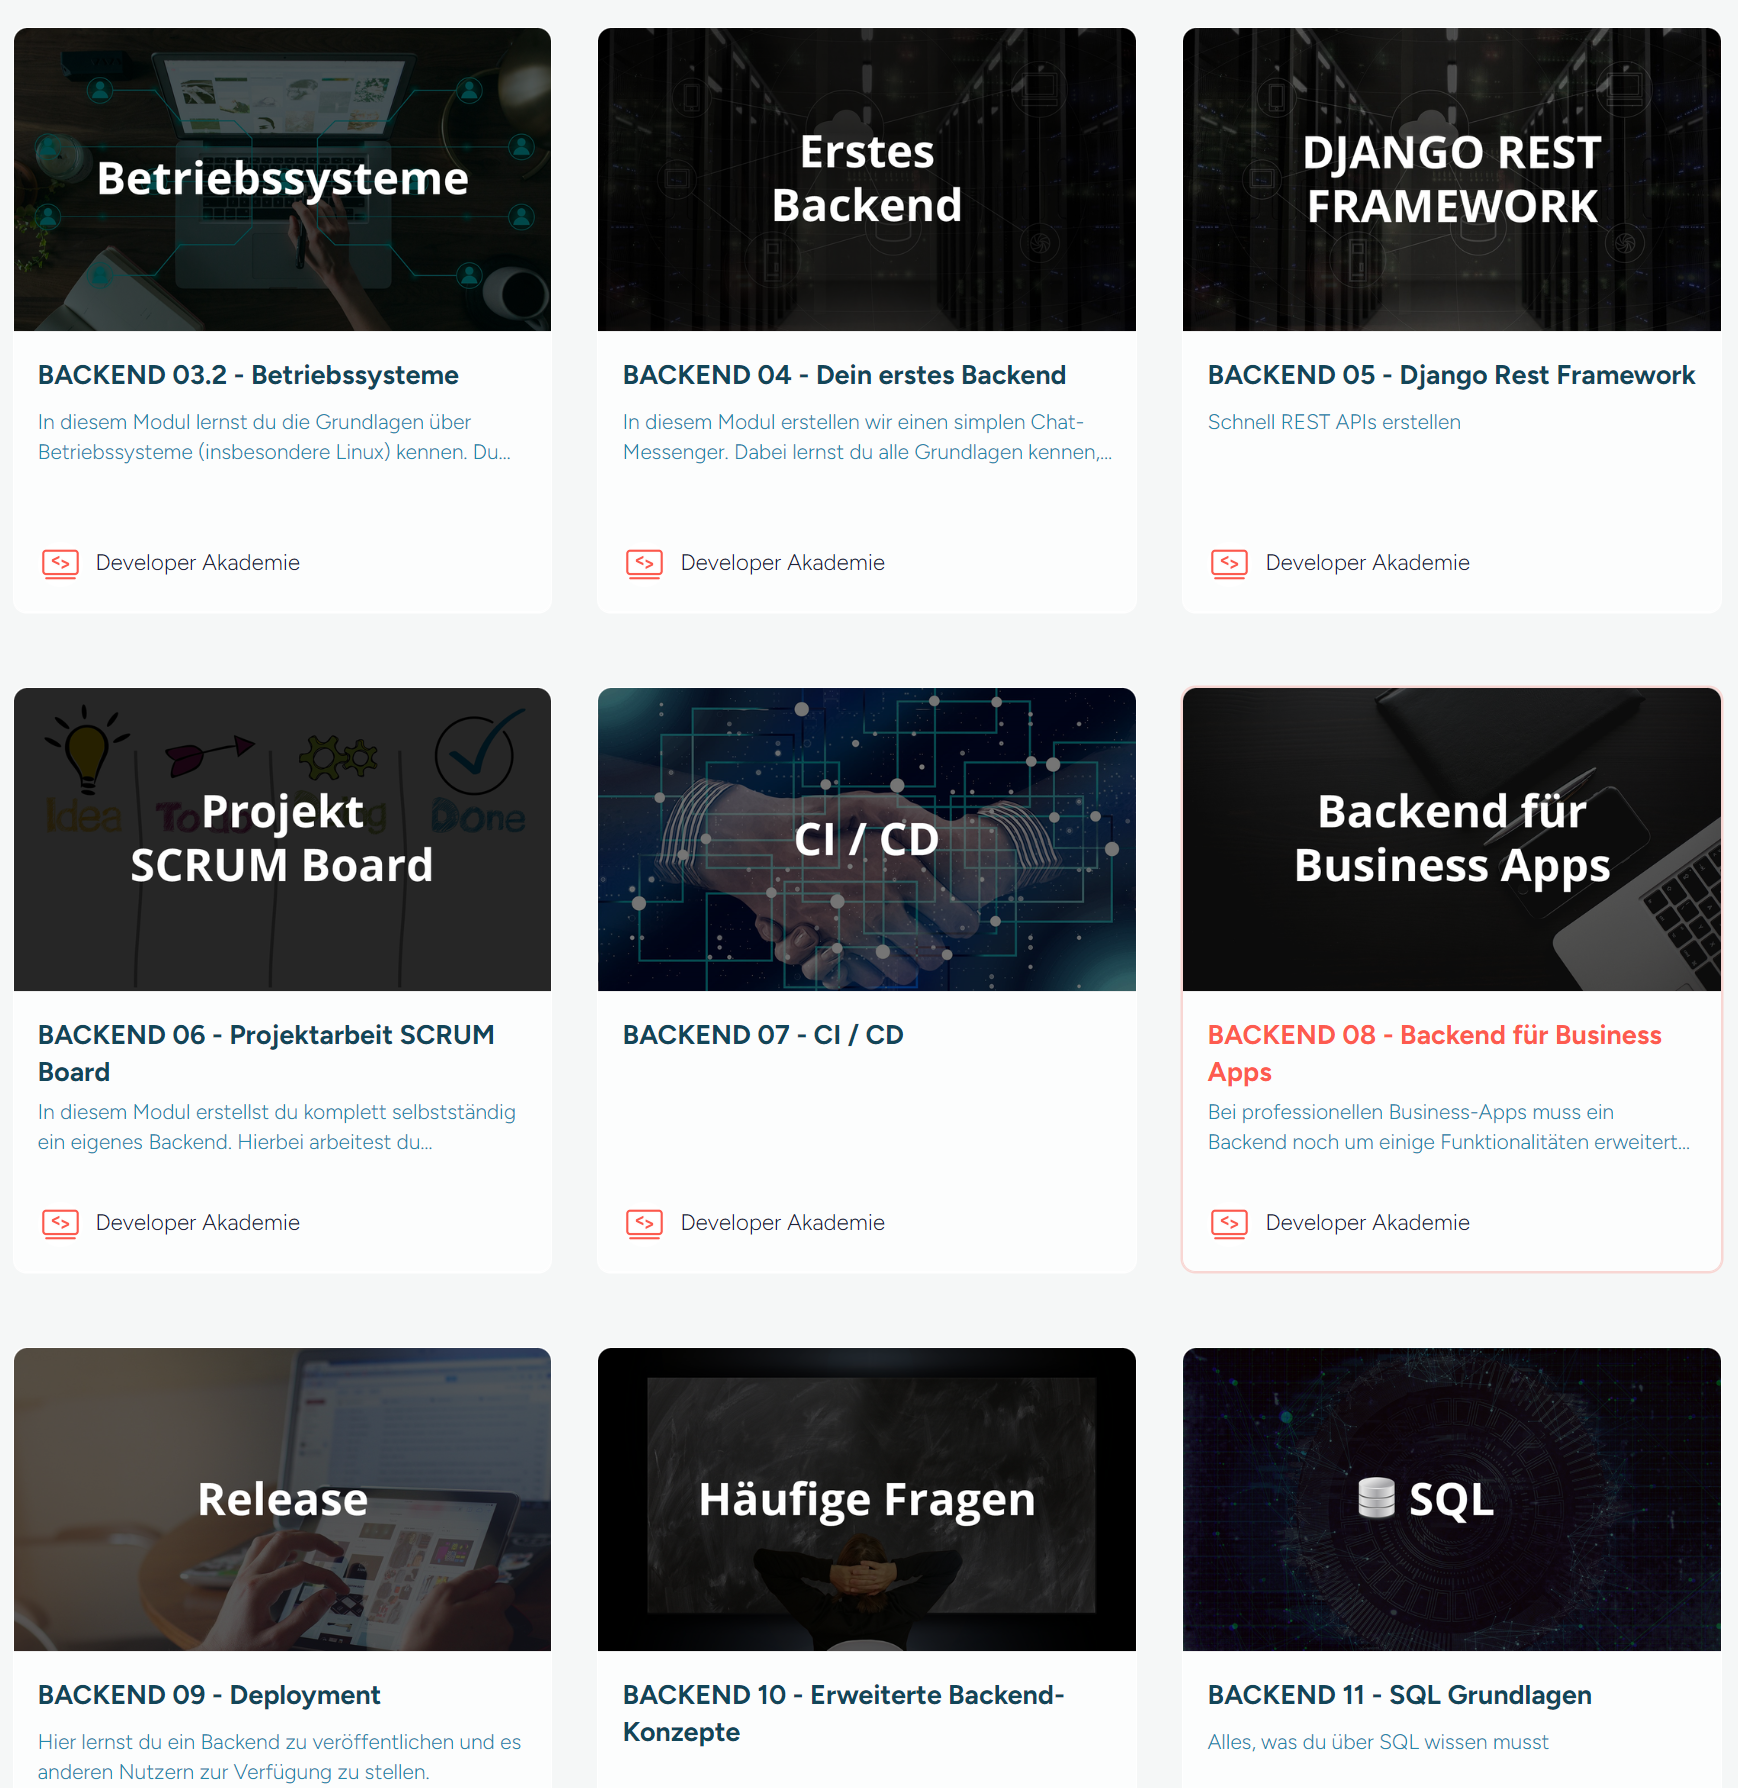 Betriebssysteme
BACKEND 03.2 - Betriebssysteme
In diesem Modul lernst du die Grundlagen über
Betriebssysteme (insbesondere Linux) kennen. Du...
Developer Akademie
Erstes
Backend
BACKEND 04 - Dein erstes Backend
In diesem Modul erstellen wir einen simplen Chat-
Messenger. Dabei lernst du alle Grundlagen kennen,...
Developer Akademie
DJANGO REST
FRAMEWORK
BACKEND 05 - Django Rest Framework
Schnell REST APIs erstellen
Developer Akademie
Idea
To do
Done
Projekt
SCRUM Board
BACKEND 06 - Projektarbeit SCRUM
Board
In diesem Modul erstellst du komplett selbstständig
ein eigenes Backend. Hierbei arbeitest du...
Developer Akademie
CI / CD
BACKEND 07 - CI / CD
Developer Akademie
Backend für
Business Apps
BACKEND 08 - Backend für Business
Apps
Bei professionellen Business-Apps muss ein
Backend noch um einige Funktionalitäten erweitert...
Developer Akademie
Release
BACKEND 09 - Deployment
Hier lernst du ein Backend zu veröffentlichen und es
anderen Nutzern zur Verfügung zu stellen.
Häufige Fragen
BACKEND 10 - Erweiterte Backend-
Konzepte
SQL
BACKEND 11 - SQL Grundlagen
Alles, was du über SQL wissen musst